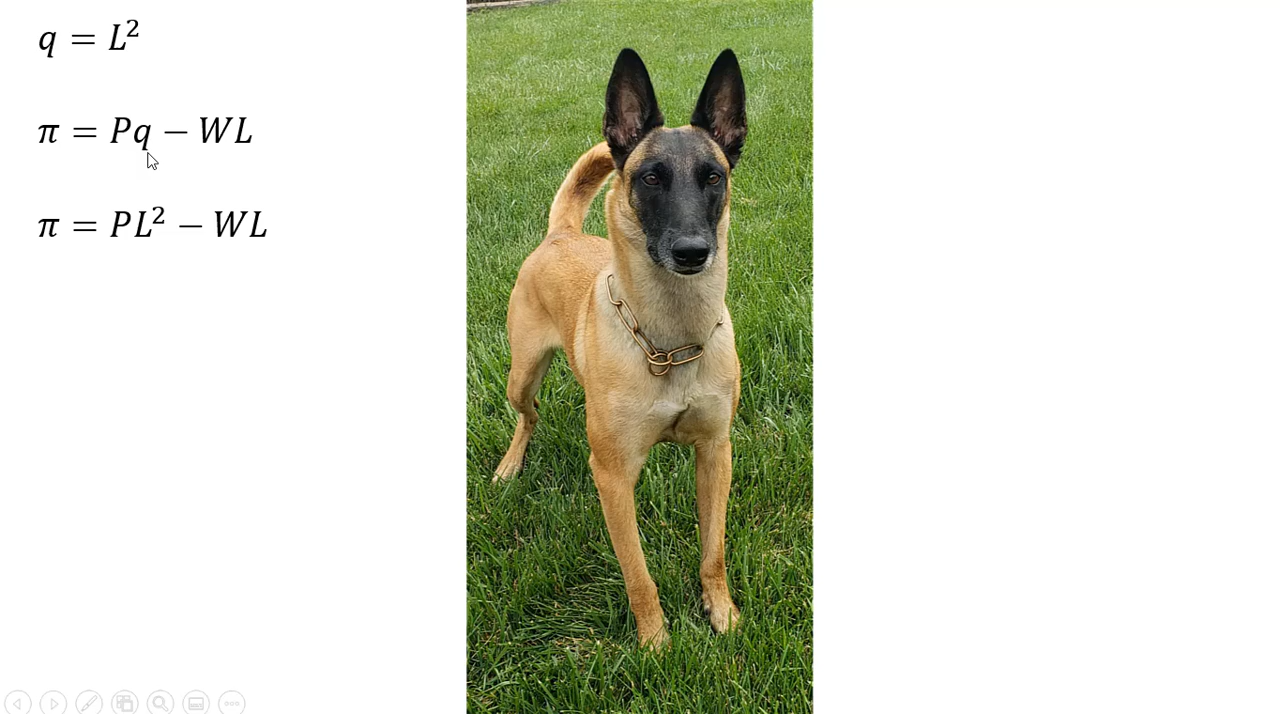 q = L²
π = Pq − WL
π = PL² − WL